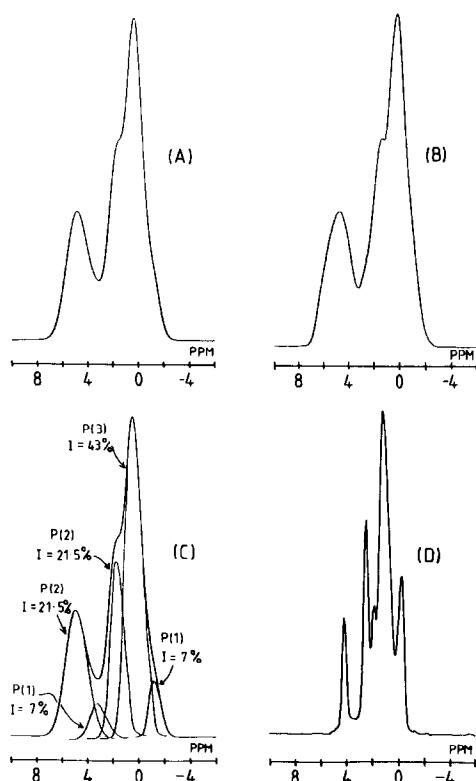 (A)
PPM
8 4 0 -4
(B)
PPM
8 4 0 -4
(C)
P(3)
I = 43%
P(2)
I = 21·5%
P(2)
I = 21·5%
P(1)
I = 7%
P(1)
I = 7%
PPM
8 4 0 -4
(D)
PPM
8 4 0 -4